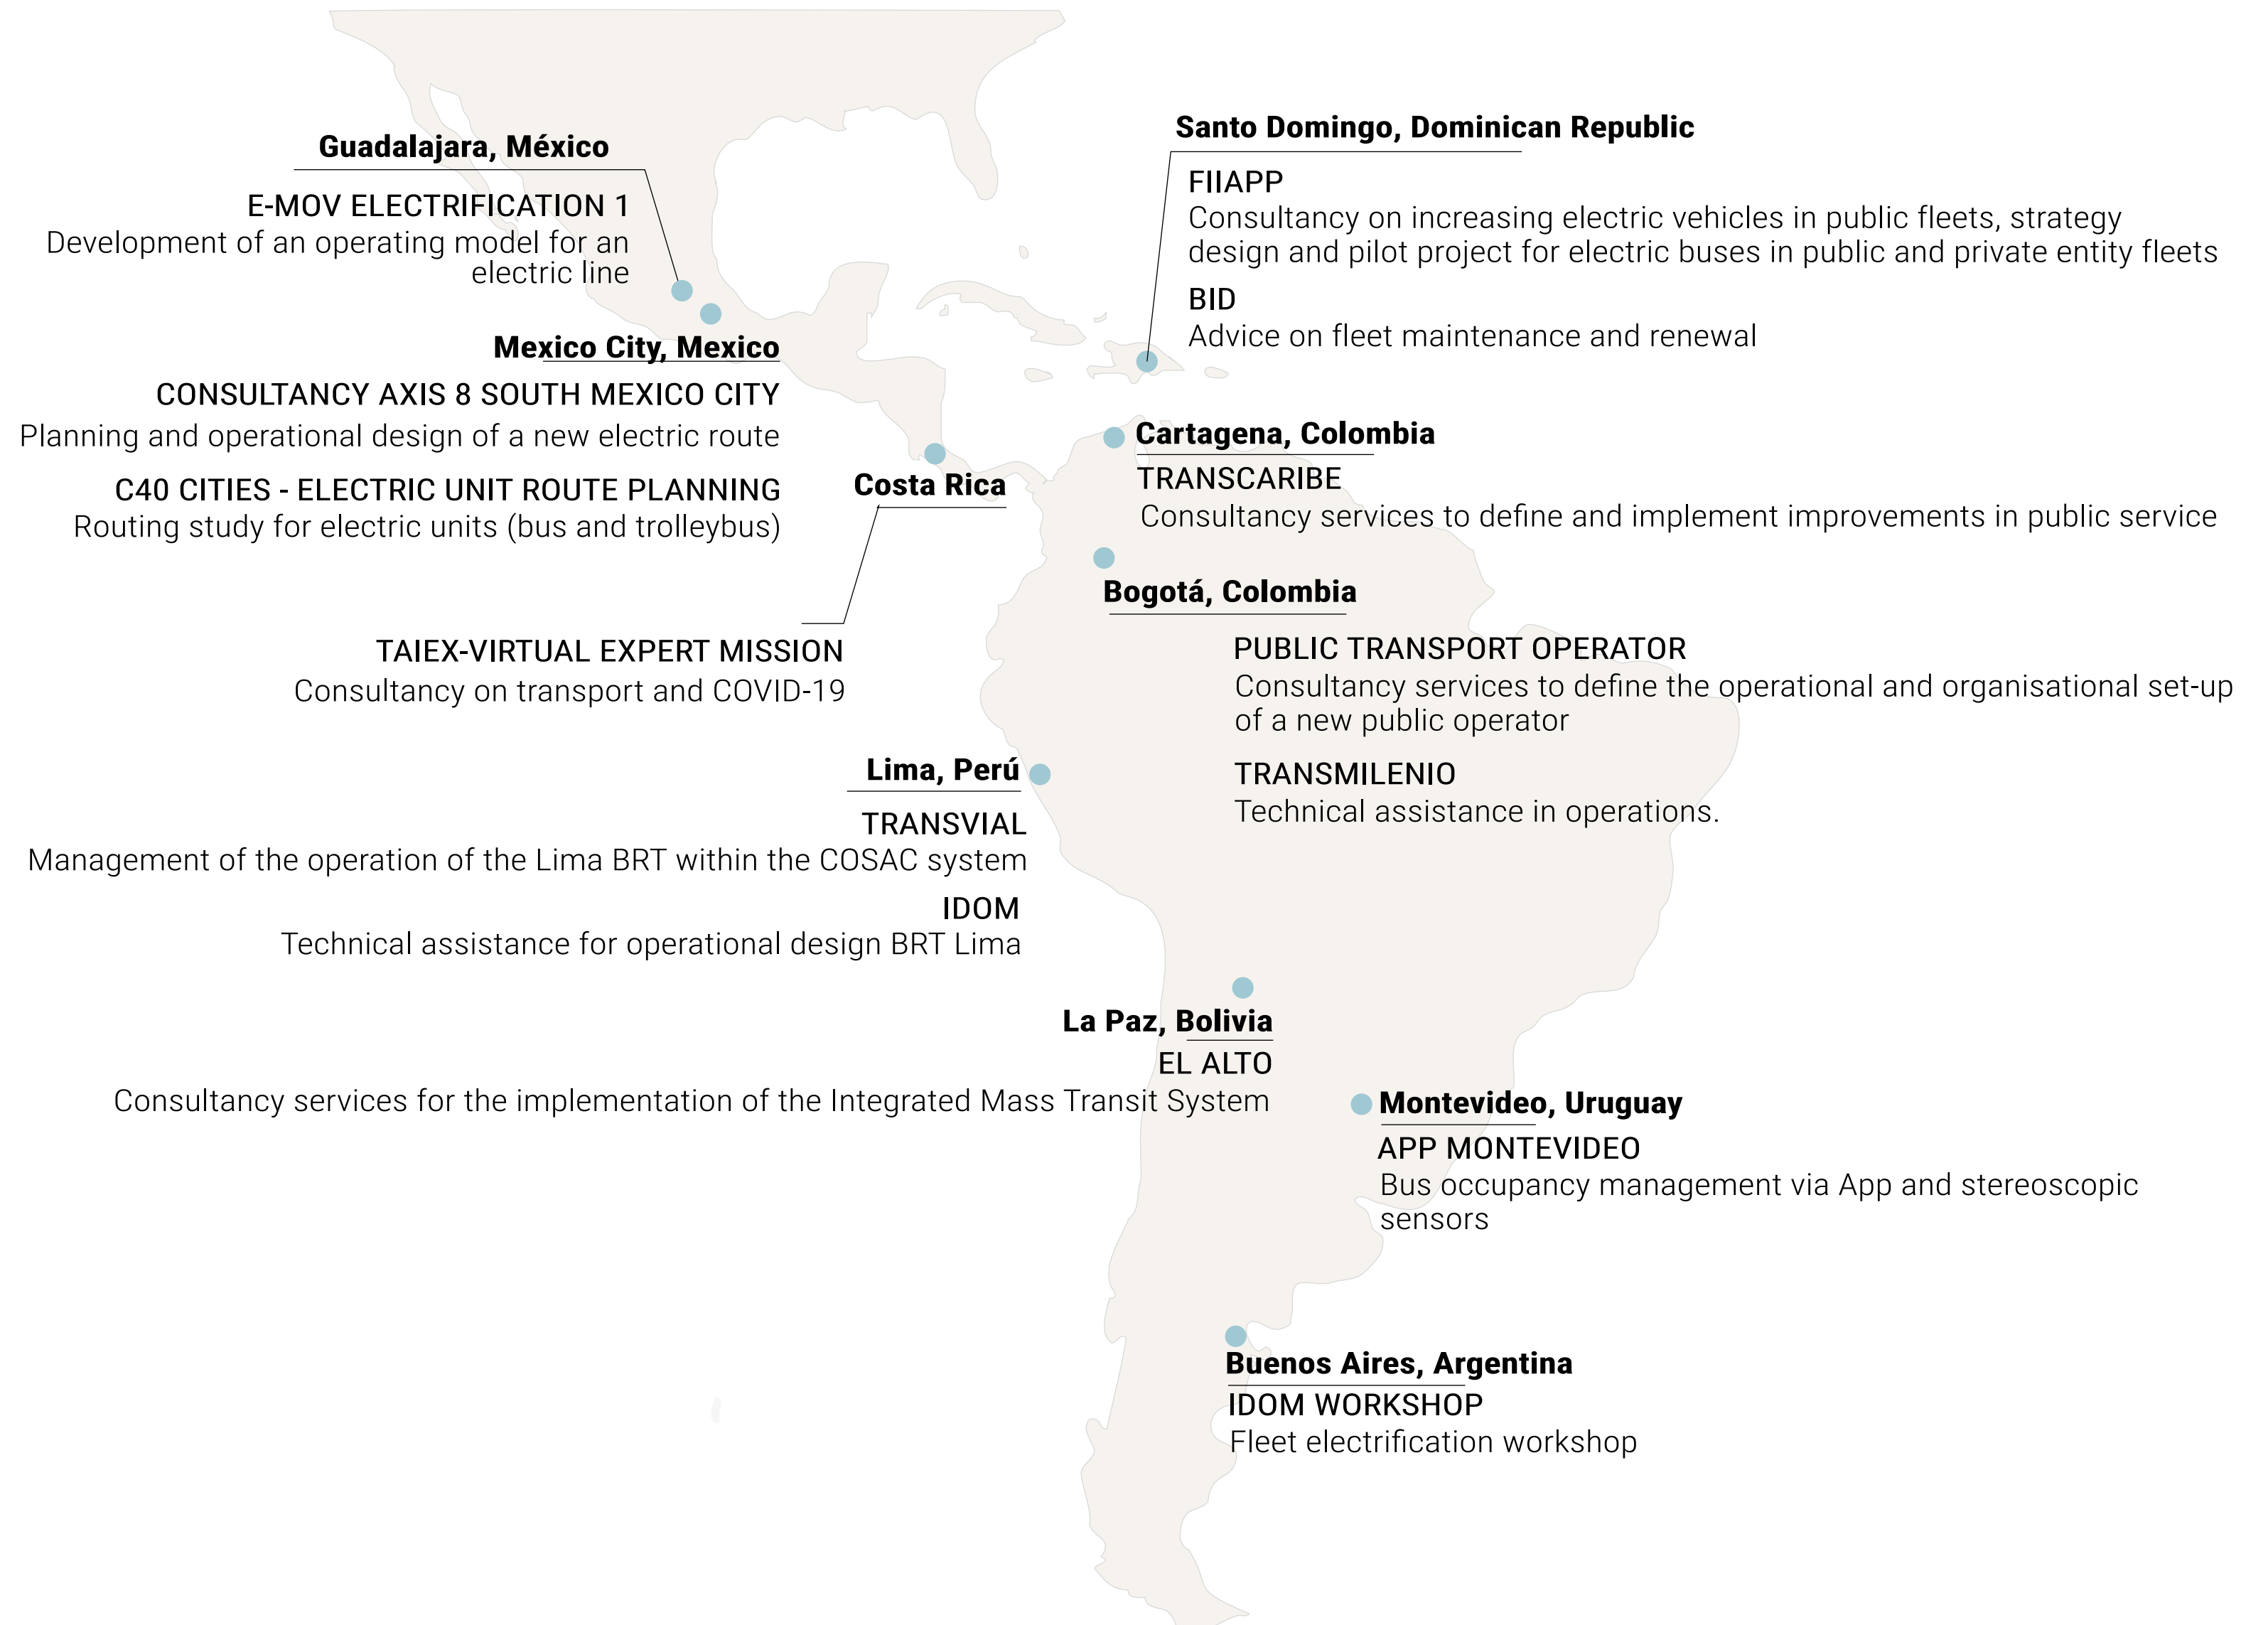 Guadalajara, México
E-MOV ELECTRIFICATION 1
Development of an operating model for an
electric line
Mexico City, Mexico
CONSULTANCY AXIS 8 SOUTH MEXICO CITY
Planning and operational design of a new electric route
C40 CITIES - ELECTRIC UNIT ROUTE PLANNING
Routing study for electric units (bus and trolleybus)
Costa Rica
TAIEX-VIRTUAL EXPERT MISSION
Consultancy on transport and COVID-19
Lima, Perú
TRANSVIAL
Management of the operation of the Lima BRT within the COSAC system
IDOM
Technical assistance for operational design BRT Lima
La Paz, Bolivia
EL ALTO
Consultancy services for the implementation of the Integrated Mass Transit System
Santo Domingo, Dominican Republic
FIIAPP
Consultancy on increasing electric vehicles in public fleets, strategy
design and pilot project for electric buses in public and private entity fleets
BID
Advice on fleet maintenance and renewal
Cartagena, Colombia
TRANSCARIBE
Consultancy services to define and implement improvements in public service
Bogotá, Colombia
PUBLIC TRANSPORT OPERATOR
Consultancy services to define the operational and organisational set-up
of a new public operator
TRANSMILENIO
Technical assistance in operations.
Montevideo, Uruguay
APP MONTEVIDEO
Bus occupancy management via App and stereoscopic
sensors
Buenos Aires, Argentina
IDOM WORKSHOP
Fleet electrification workshop